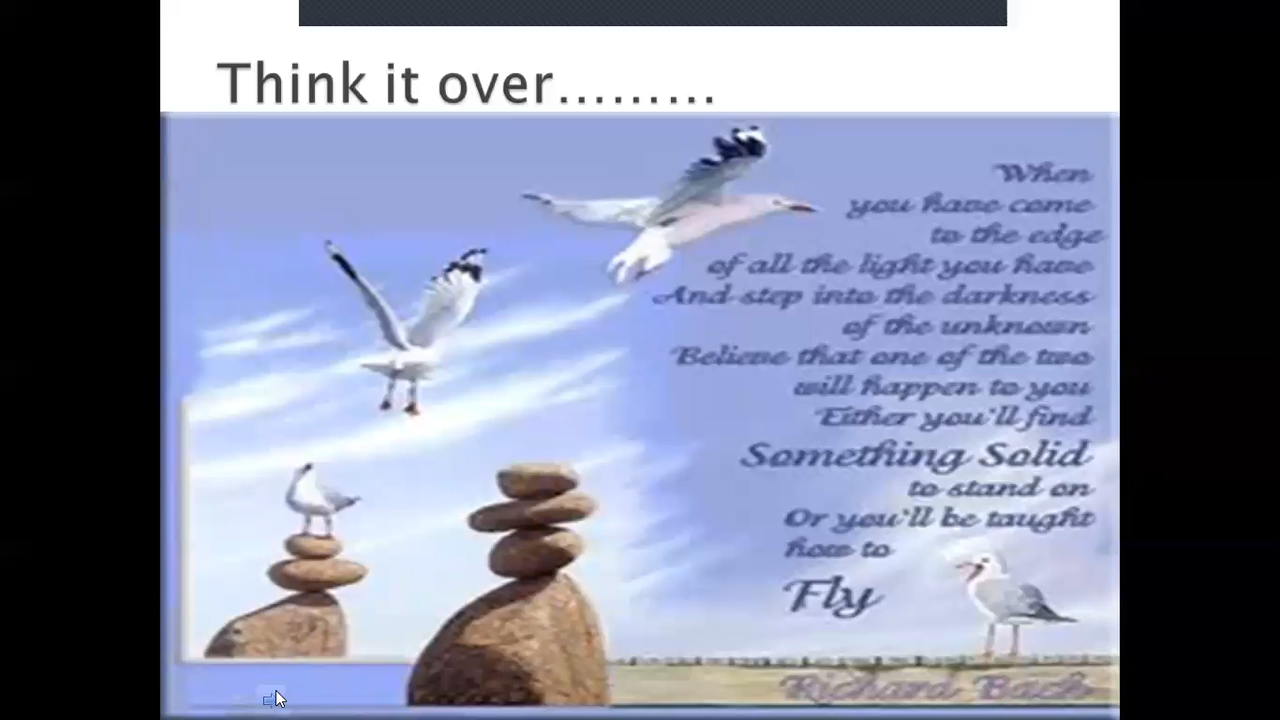 Think it over.........
When
you have come
to the edge
of all the light you have
And step into the darkness
of the unknown
Believe that one of the two
will happen to you
Either you'll find
Something Solid
to stand on
Or you'll be taught
how to
Fly
Richard Bach